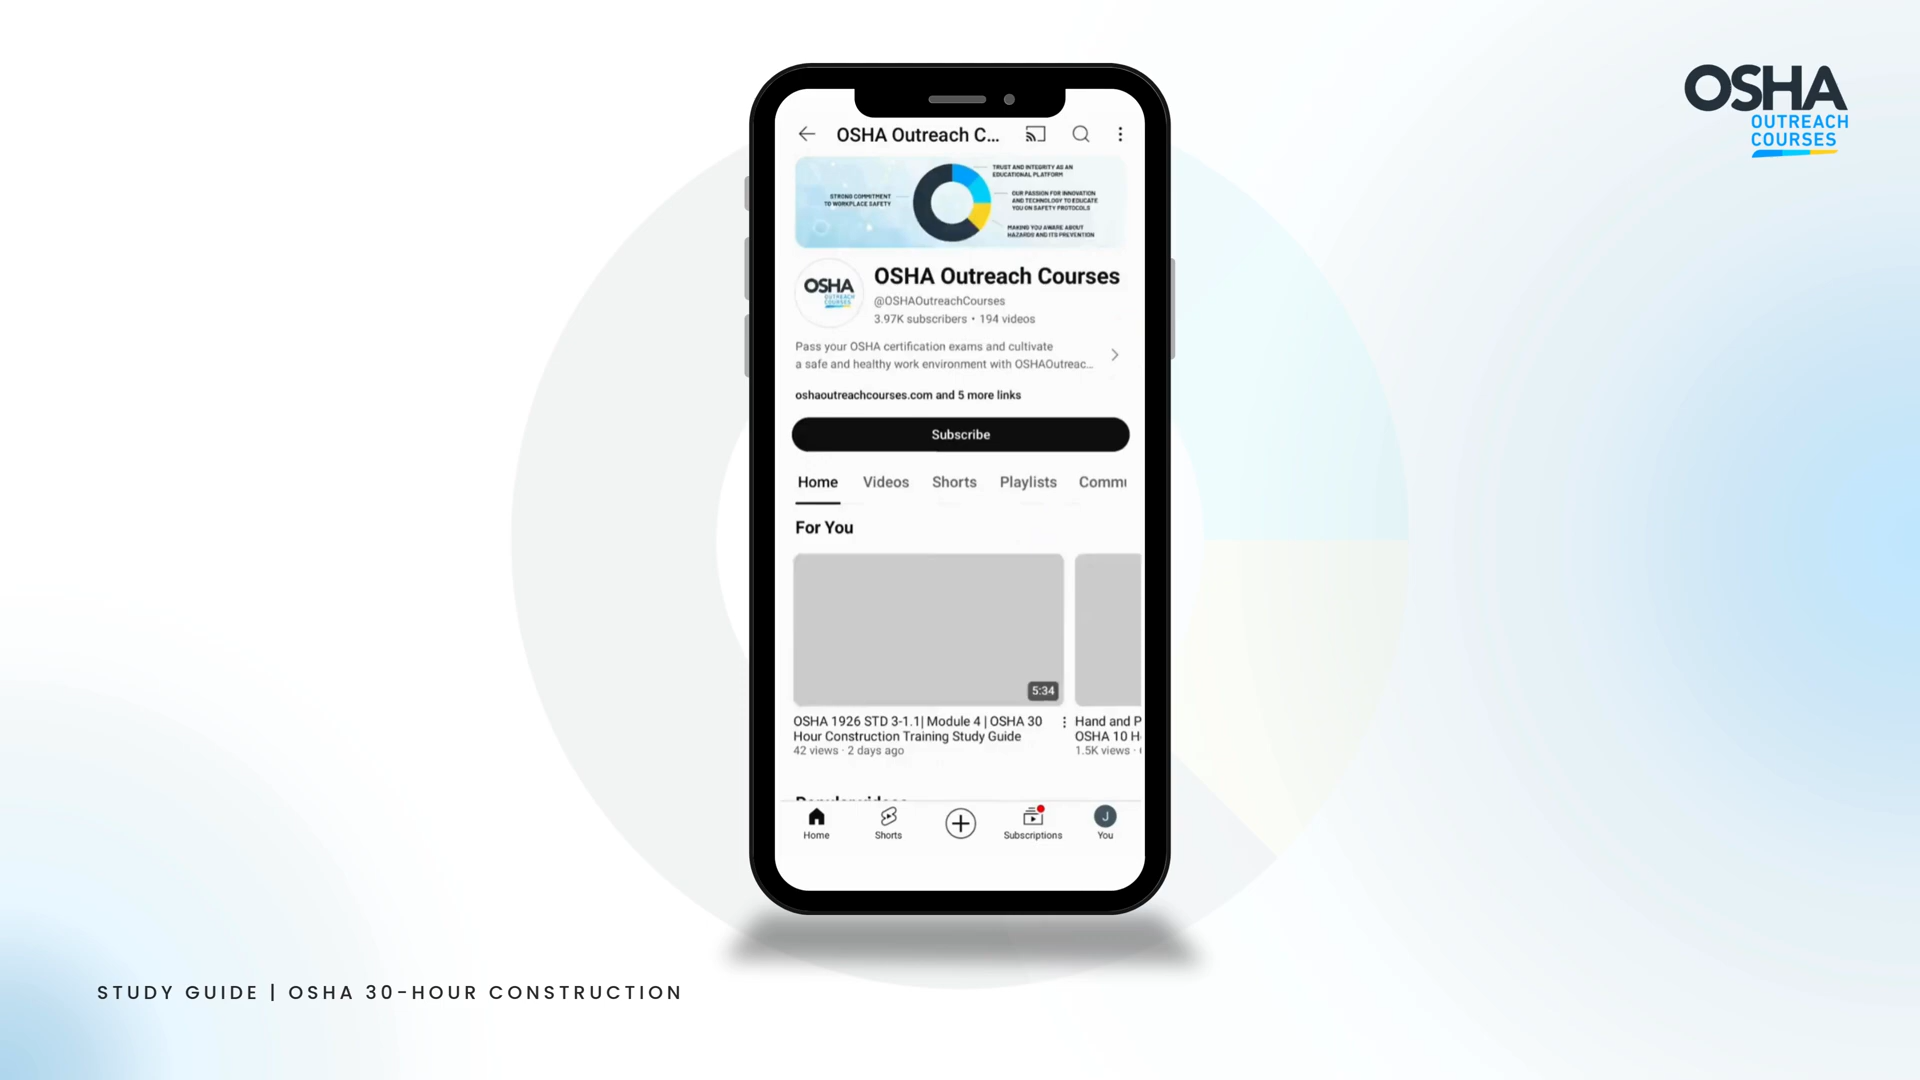 OSHA
OUTREACH
COURSES
OSHA Outreach C...
STRONG COMMITMENT
TO WORKPLACE SAFETY
TRUST AND INTEGRITY AS AN
EDUCATIONAL PLATFORM
OUR PASSION FOR INNOVATION
AND TECHNOLOGY TO EDUCATE
YOU ON SAFETY PROTOCOLS
MAKING YOU AWARE ABOUT
HAZARDS AND ITS PREVENTION
OSHA
OUTREACH
COURSES
OSHA Outreach Courses
@OSHAOutreachCourses
3.97K subscribers • 194 videos
Pass your OSHA certification exams and cultivate
a safe and healthy work environment with OSHAOutreac...
oshaoutreachcourses.com and 5 more links
Subscribe
Home Videos Shorts Playlists Commu
For You
5:34
OSHA 1926 STD 3-1.1| Module 4 | OSHA 30
Hour Construction Training Study Guide
42 views · 2 days ago
Hand and P
OSHA 10 H
1.5K views ·
Home Shorts Subscriptions You
J
STUDY GUIDE | OSHA 30-HOUR CONSTRUCTION